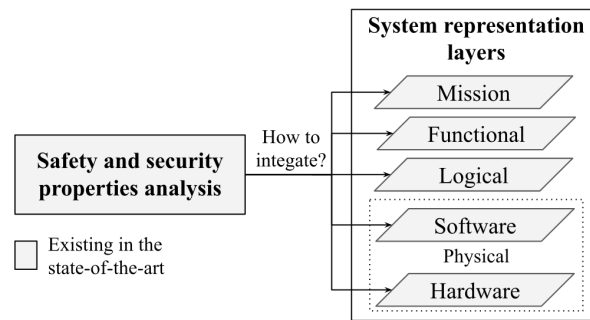 System representation
layers
Mission
Functional
How to
integate?
Safety and security
properties analysis
Logical
Software
Physical
Hardware
Existing in the
state-of-the-art